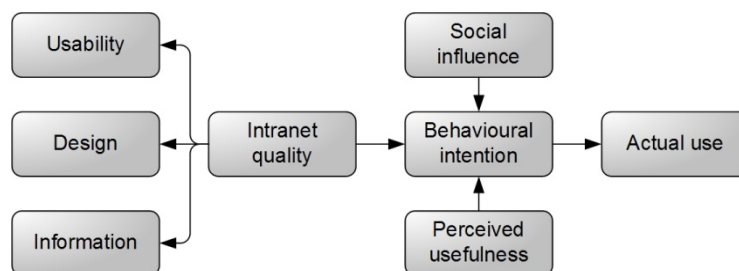 Usability
Social
influence
Design
Intranet
quality
Behavioural
intention
Actual use
Information
Perceived
usefulness